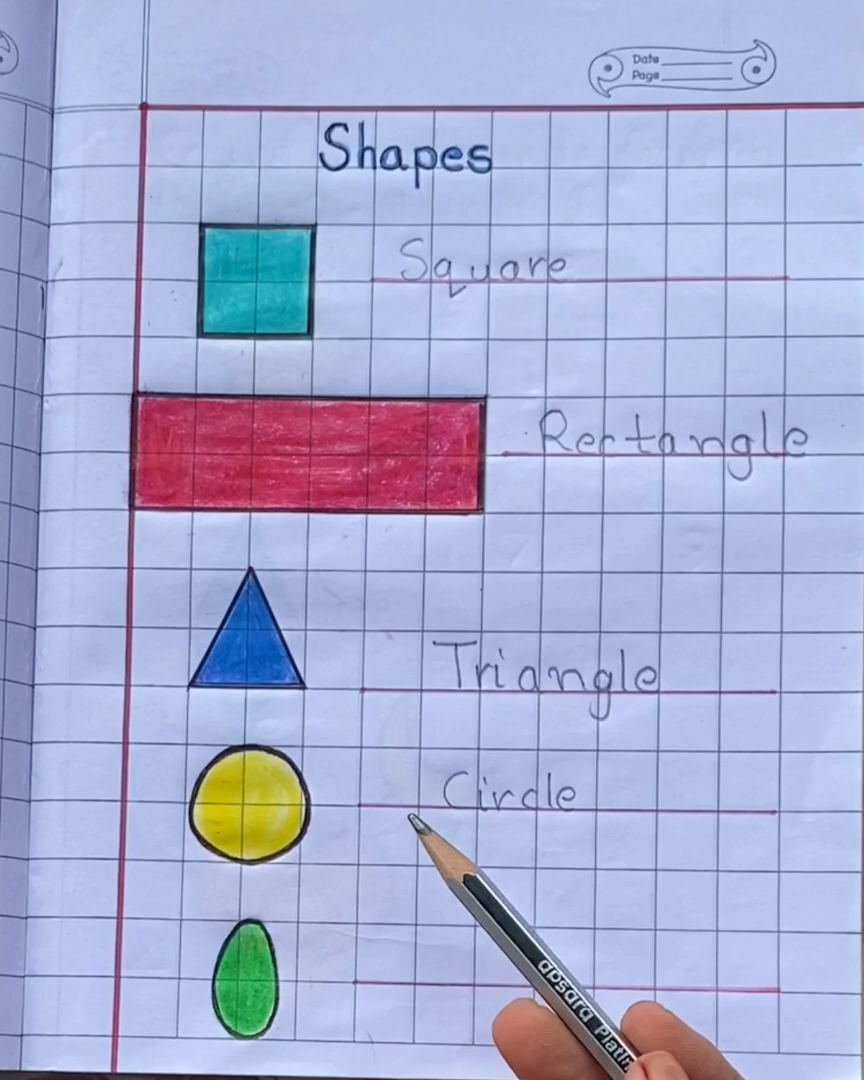 Date
Page
Shapes
Square
Rectangle
Triangle
Circle
apsara Platin